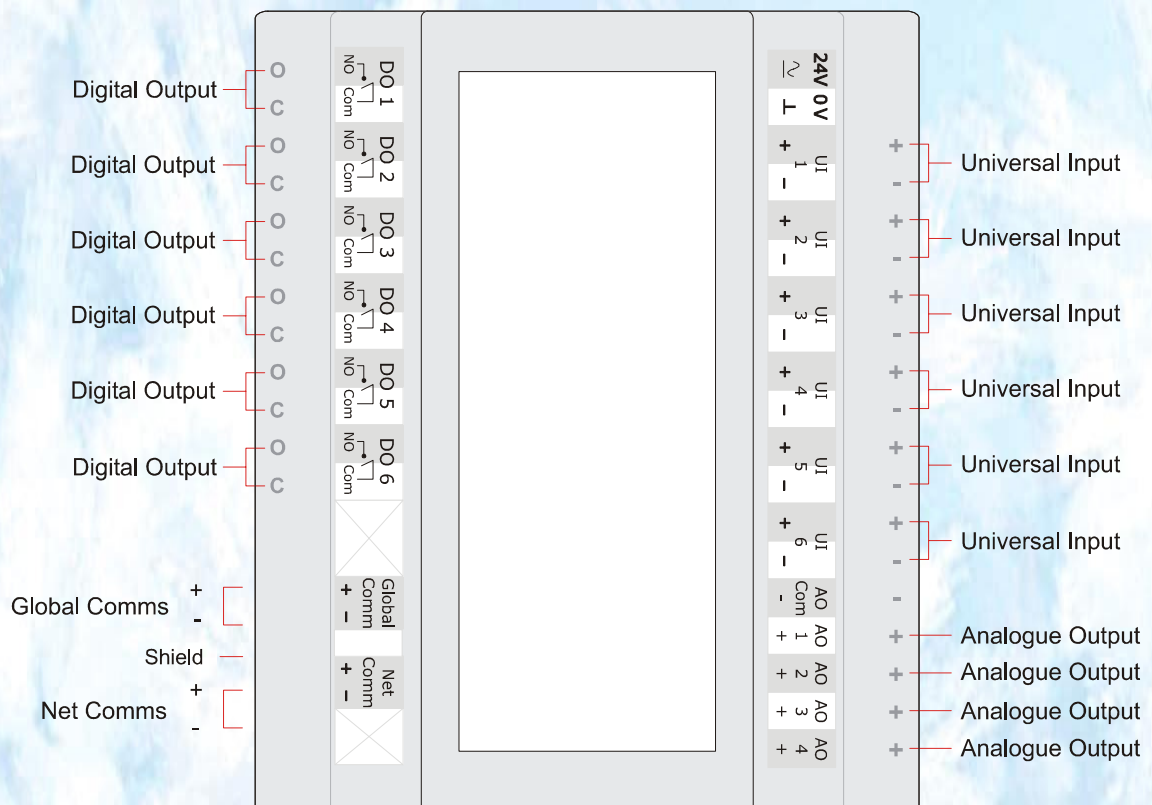 Digital Output
O
C
Digital Output
O
C
Digital Output
O
C
Digital Output
O
C
Digital Output
O
C
Digital Output
O
C
Global Comms
+
-
Shield
Net Comms
+
-
DO 1
NO
Com
DO 2
NO
Com
DO 3
NO
Com
DO 4
NO
Com
DO 5
NO
Com
DO 6
NO
Com
Global
Comm
+ -
Net
Comm
+ -
24V 0V
UI
1
+ -
UI
2
+ -
UI
3
+ -
UI
4
+ -
UI
5
+ -
UI
6
+ -
AO
Com
-
AO
1
+
AO
2
+
AO
3
+
AO
4
+
+
-
Universal Input
+
-
Universal Input
+
-
Universal Input
+
-
Universal Input
+
-
Universal Input
+
-
Universal Input
-
+
Analogue Output
+
Analogue Output
+
Analogue Output
+
Analogue Output